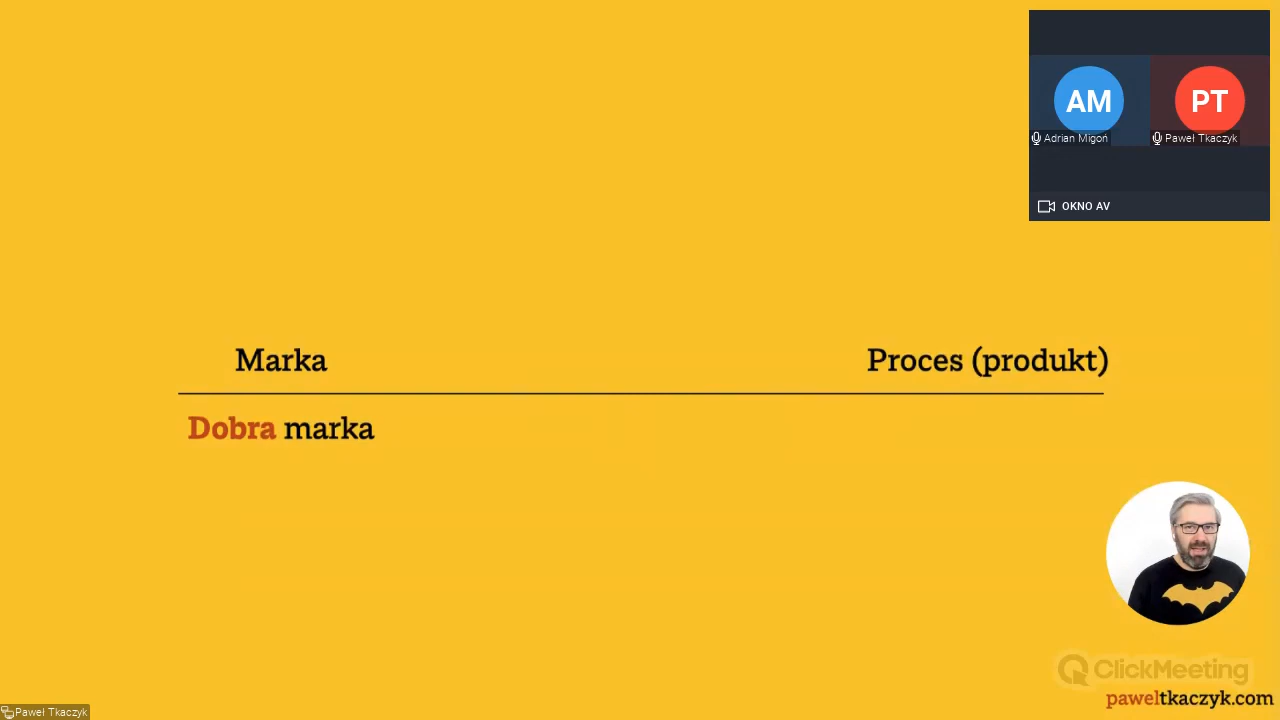 AM
PT
Adrian Migoń
Paweł Tkaczyk
OKNO AV
Marka
Proces (produkt)
Dobra marka
ClickMeeting
paweltkaczyk.com
Paweł Tkaczyk